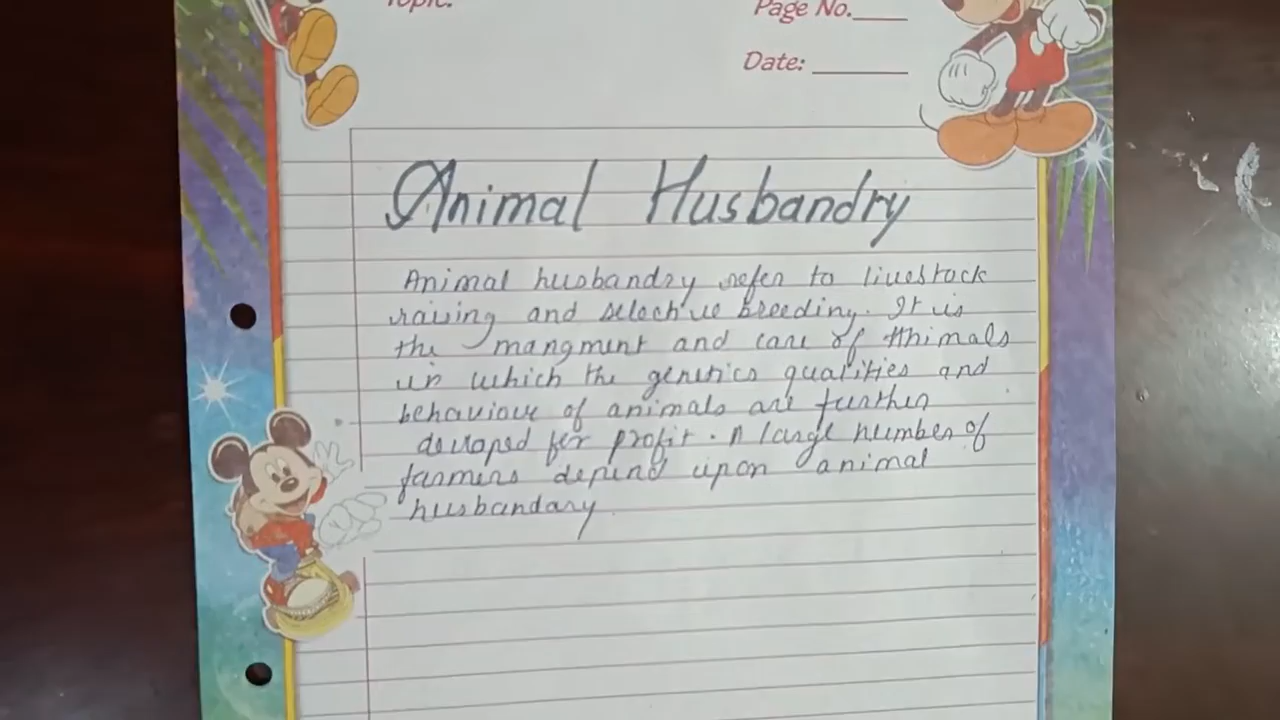 Topic:
Page No.
Date:
Animal Husbandry
Animal husbandry refer to livestock
raising and selective breeding. It is
the mangment and care of Animals
in which the genetics qualities and
behaviour of animals are further
devloped for profit. A large number of
farmers depend upon animal
husbandary.